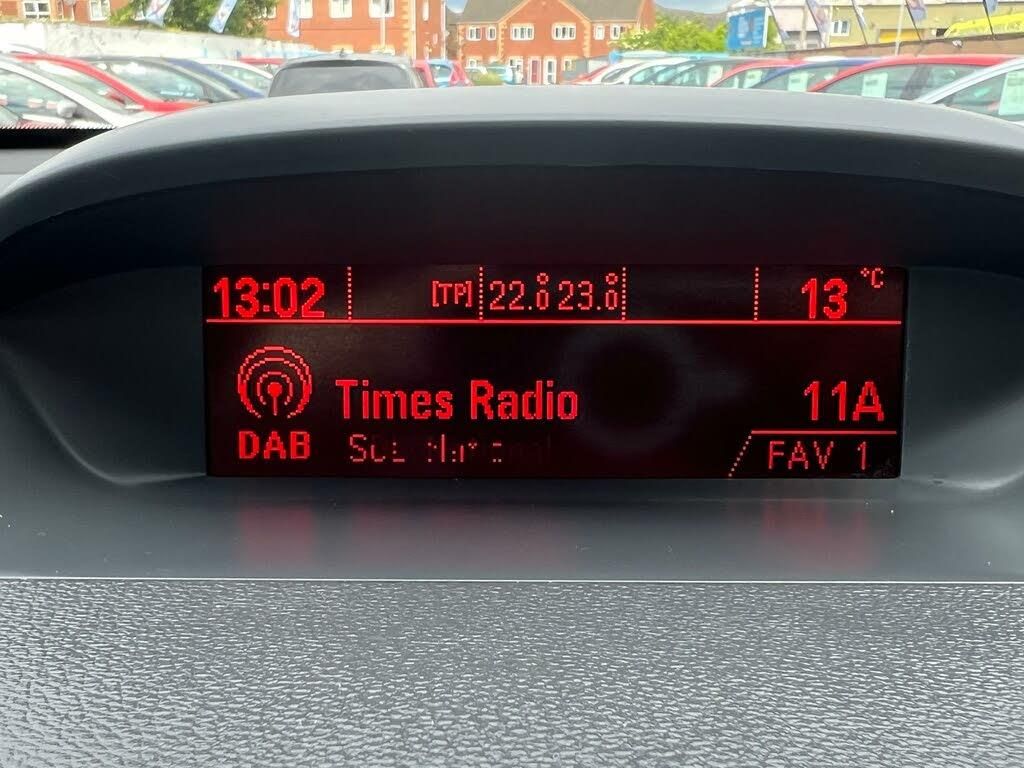 13:02 [TP] 22.0 23.0 13 °C
Times Radio 11A
DAB FAV 1